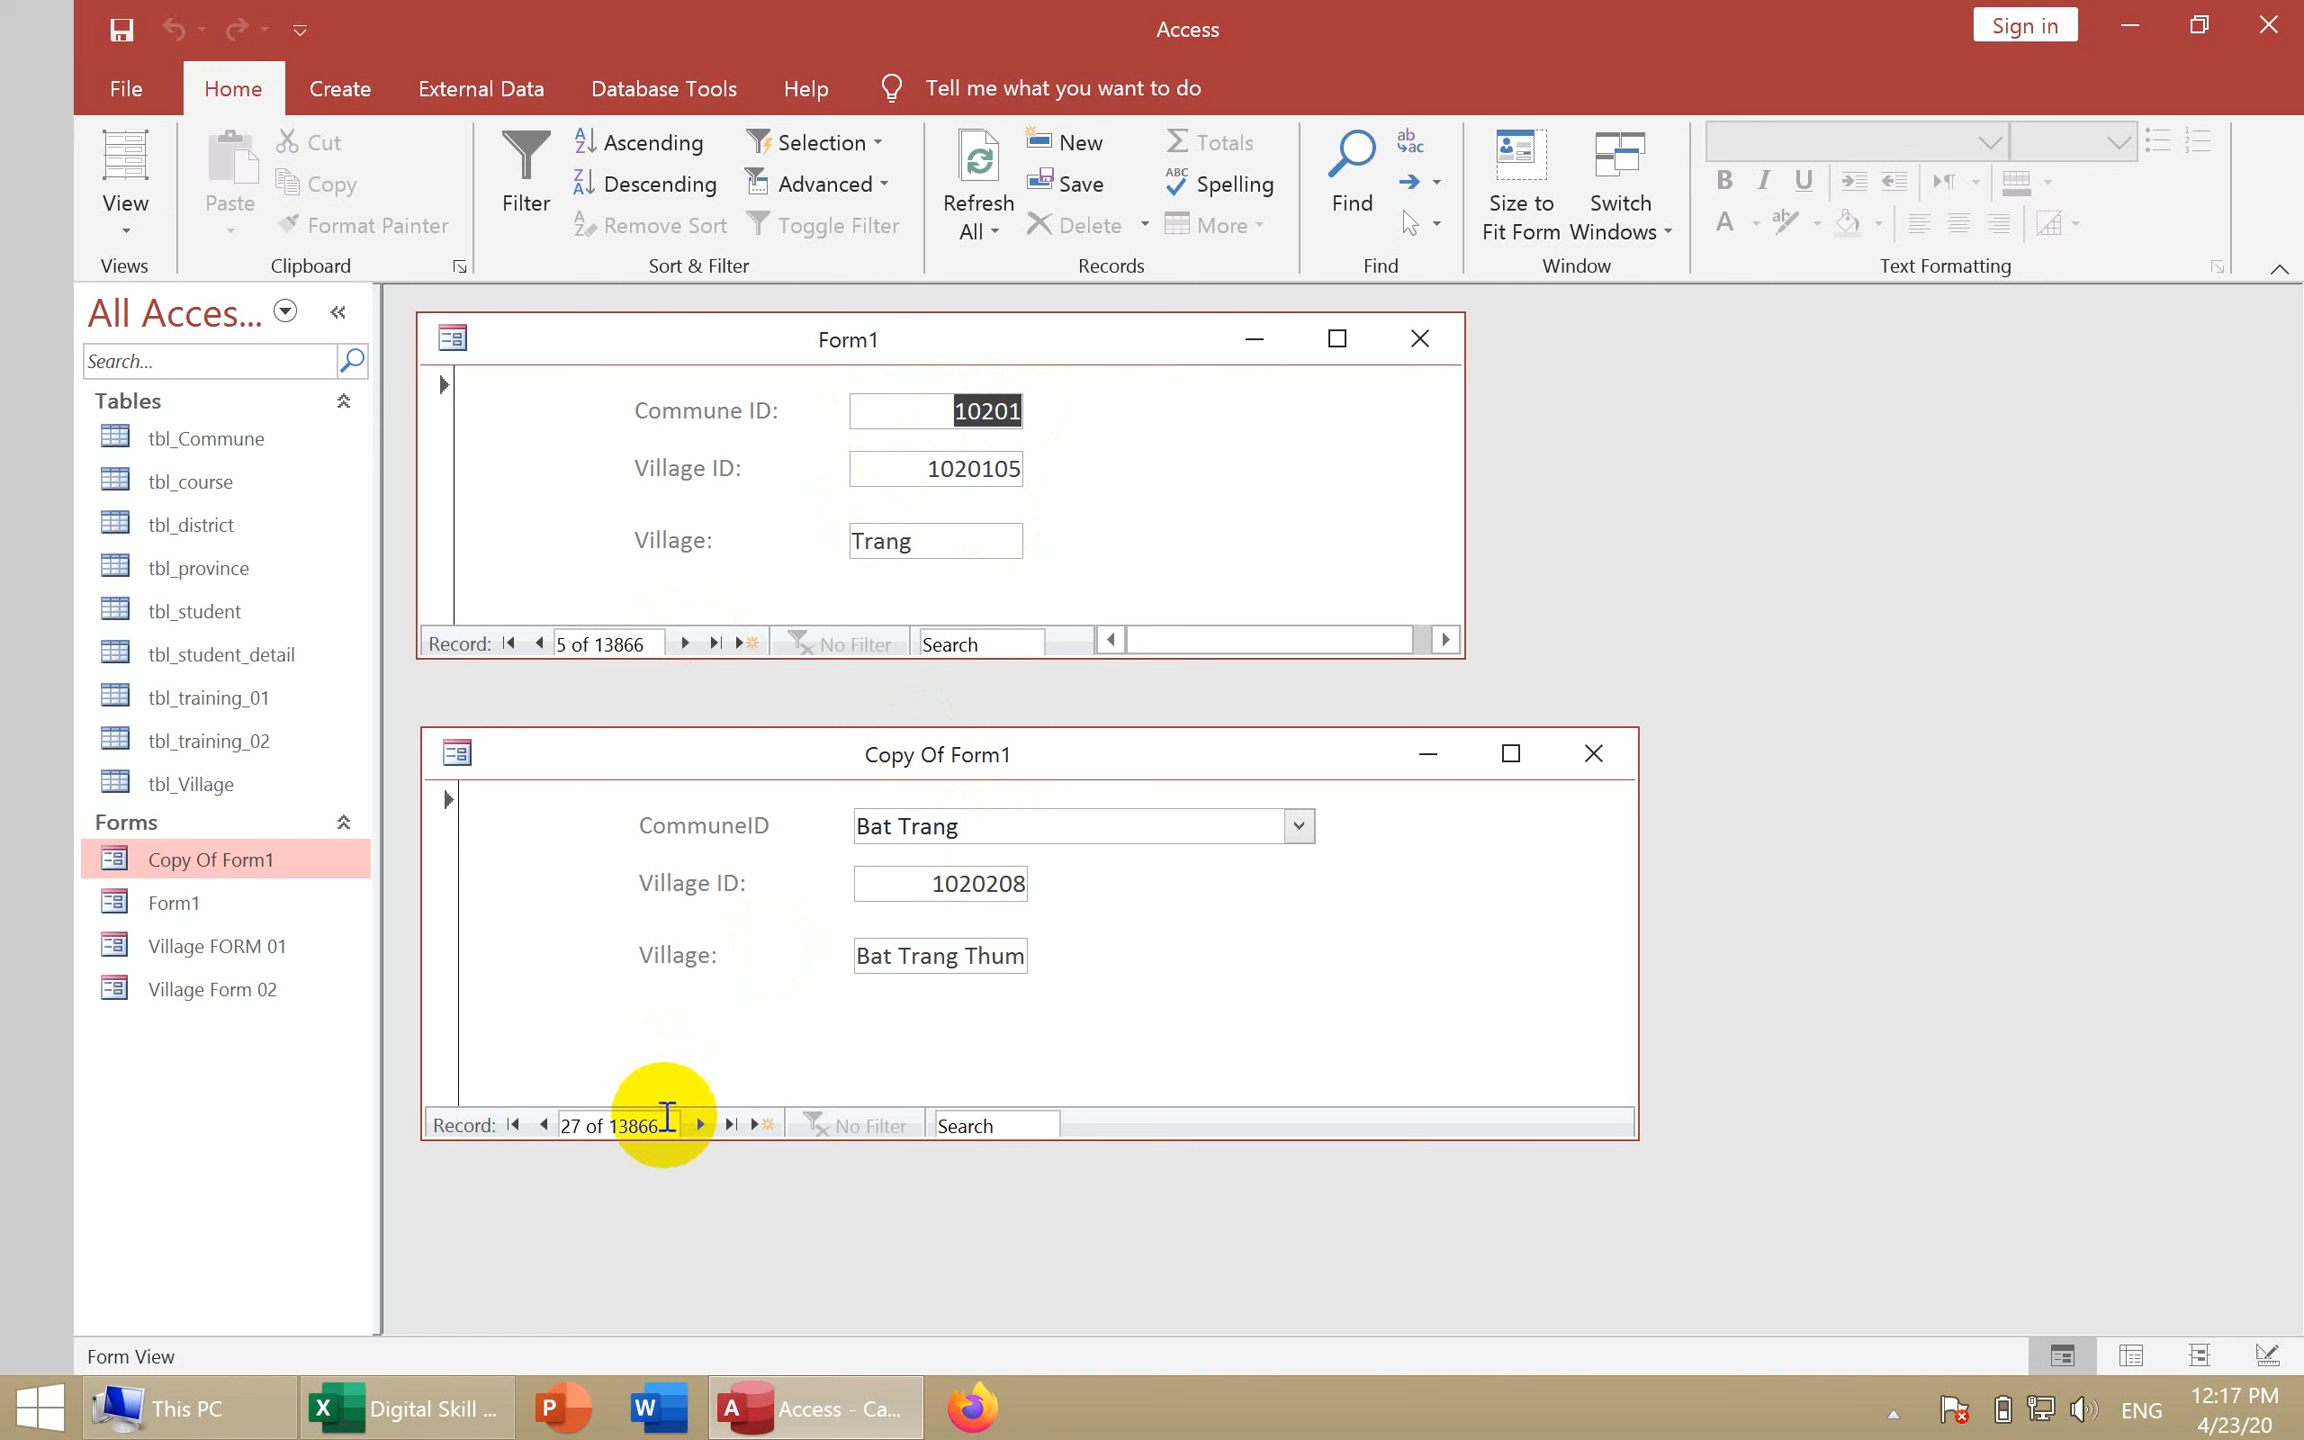 Access
Sign in
File
Home
Create
External Data
Database Tools
Help
Tell me what you want to do
View
Views
Paste
Cut
Copy
Format Painter
Clipboard
Filter
Ascending
Descending
Remove Sort
Selection
Advanced
Toggle Filter
Sort & Filter
Refresh
All
New
Save
Delete
Totals
Spelling
More
Records
Find
Find
Size to
Fit Form
Switch
Windows
Window
Text Formatting
All Acces...
Search...
Tables
tbl_Commune
tbl_course
tbl_district
tbl_province
tbl_student
tbl_student_detail
tbl_training_01
tbl_training_02
tbl_Village
Forms
Copy Of Form1
Form1
Village FORM 01
Village Form 02
Form1
Commune ID: 10201
Village ID: 1020105
Village: Trang
Record: 5 of 13866 No Filter Search
Copy Of Form1
CommuneID Bat Trang
Village ID: 1020208
Village: Bat Trang Thum
Record: 27 of 13866 No Filter Search
Form View
This PC
Digital Skill ...
Access - Ca...
ENG
12:17 PM
4/23/20